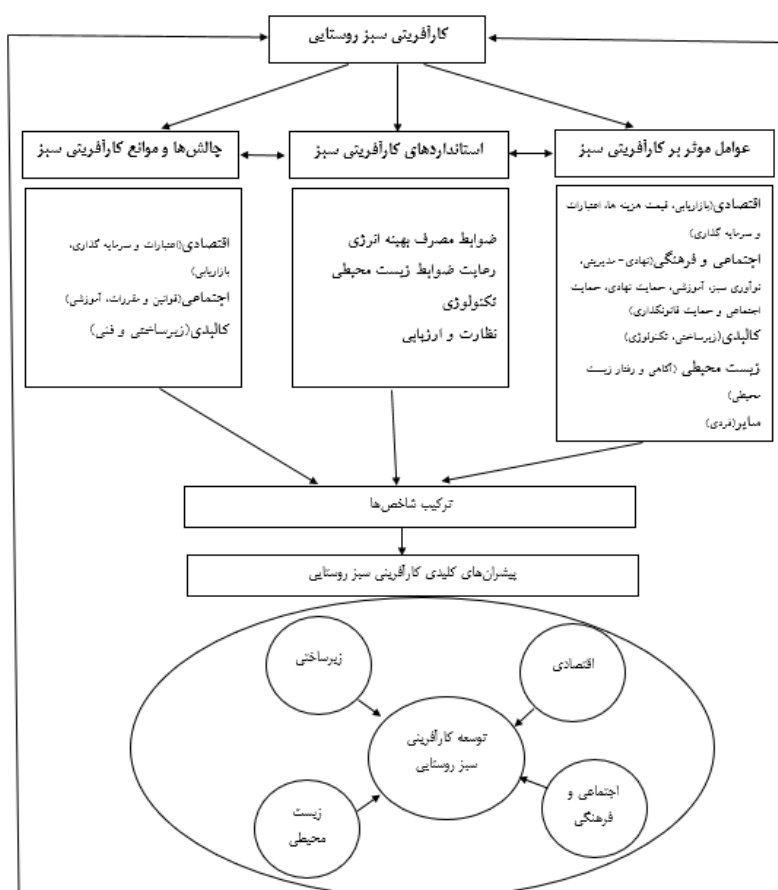 کارآفرینی سبز روستایی
عوامل موثر بر کارآفرینی سبز
استانداردهای کارآفرینی سبز
چالش‌ها و موانع کارآفرینی سبز
اقتصادی(بازاریابی، قیمت هزینه ها، اعتبارات
و سرمایه گذاری)
اجتماعی و فرهنگی(نهادی- مدیریتی،
نوآوری سبز، آموزشی، حمایت نهادی، حمایت
اجتماعی و حمایت قانونگذاری)
کالبدی(زیرساختی، تکنولوژی)
زیست محیطی (آگاهی و رفتار زیست
محیطی)
سایر(فردی)
ضوابط مصرف بهینه انرژی
رعایت ضوابط زیست محیطی
تکنولوژی
نظارت و ارزیابی
اقتصادی(اعتبارات و سرمایه گذاری،
بازاریابی)
اجتماعی(قوانین و مقررات، آموزشی)
کالبدی(زیرساختی و فنی)
ترکیب شاخص‌ها
پیشران‌های کلیدی کارآفرینی سبز روستایی
اقتصادی
زیرساختی
توسعه کارآفرینی
سبز روستایی
اجتماعی و
فرهنگی
زیست
محیطی